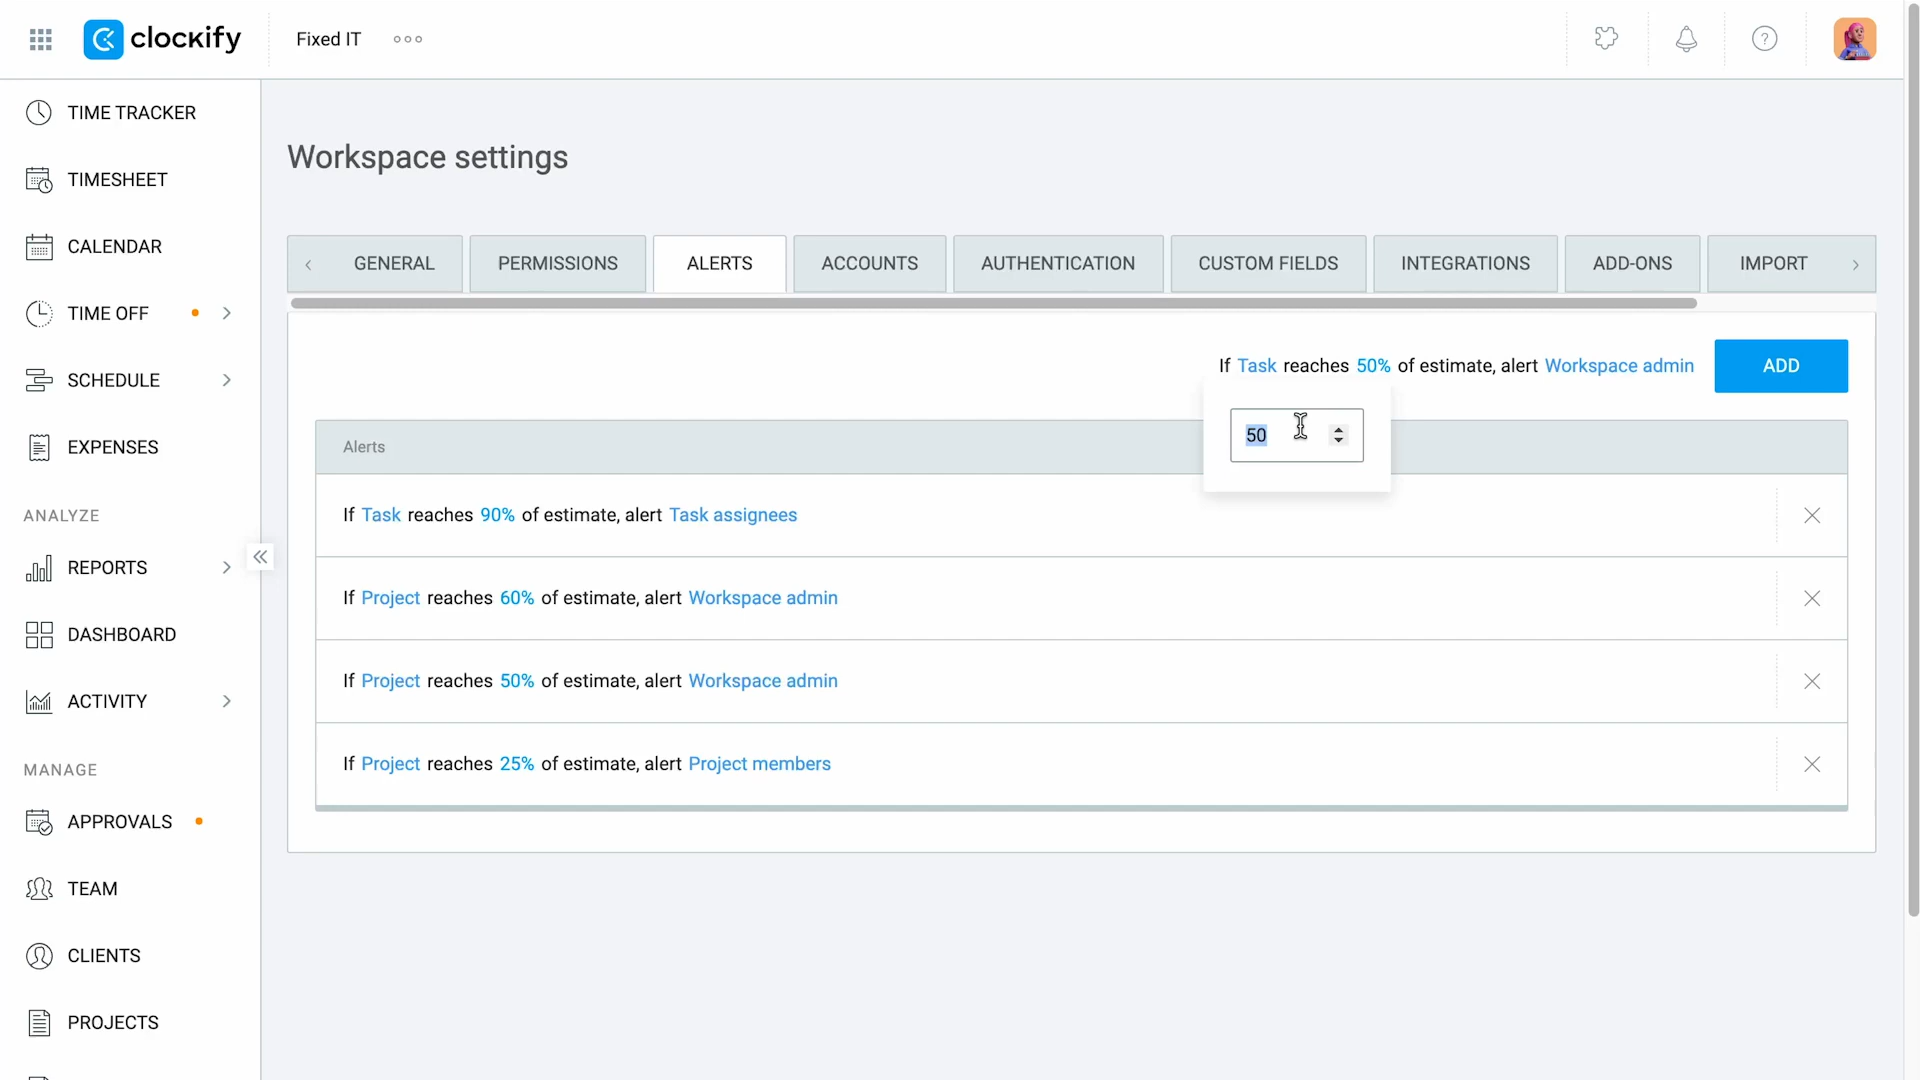 clockify
Fixed IT
TIME TRACKER
TIMESHEET
CALENDAR
TIME OFF
SCHEDULE
EXPENSES
ANALYZE
REPORTS
DASHBOARD
ACTIVITY
MANAGE
APPROVALS
TEAM
CLIENTS
PROJECTS
Workspace settings
GENERAL
PERMISSIONS
ALERTS
ACCOUNTS
AUTHENTICATION
CUSTOM FIELDS
INTEGRATIONS
ADD-ONS
IMPORT
If Task reaches 50% of estimate, alert Workspace admin
ADD
50
Alerts
If Task reaches 90% of estimate, alert Task assignees
If Project reaches 60% of estimate, alert Workspace admin
If Project reaches 50% of estimate, alert Workspace admin
If Project reaches 25% of estimate, alert Project members